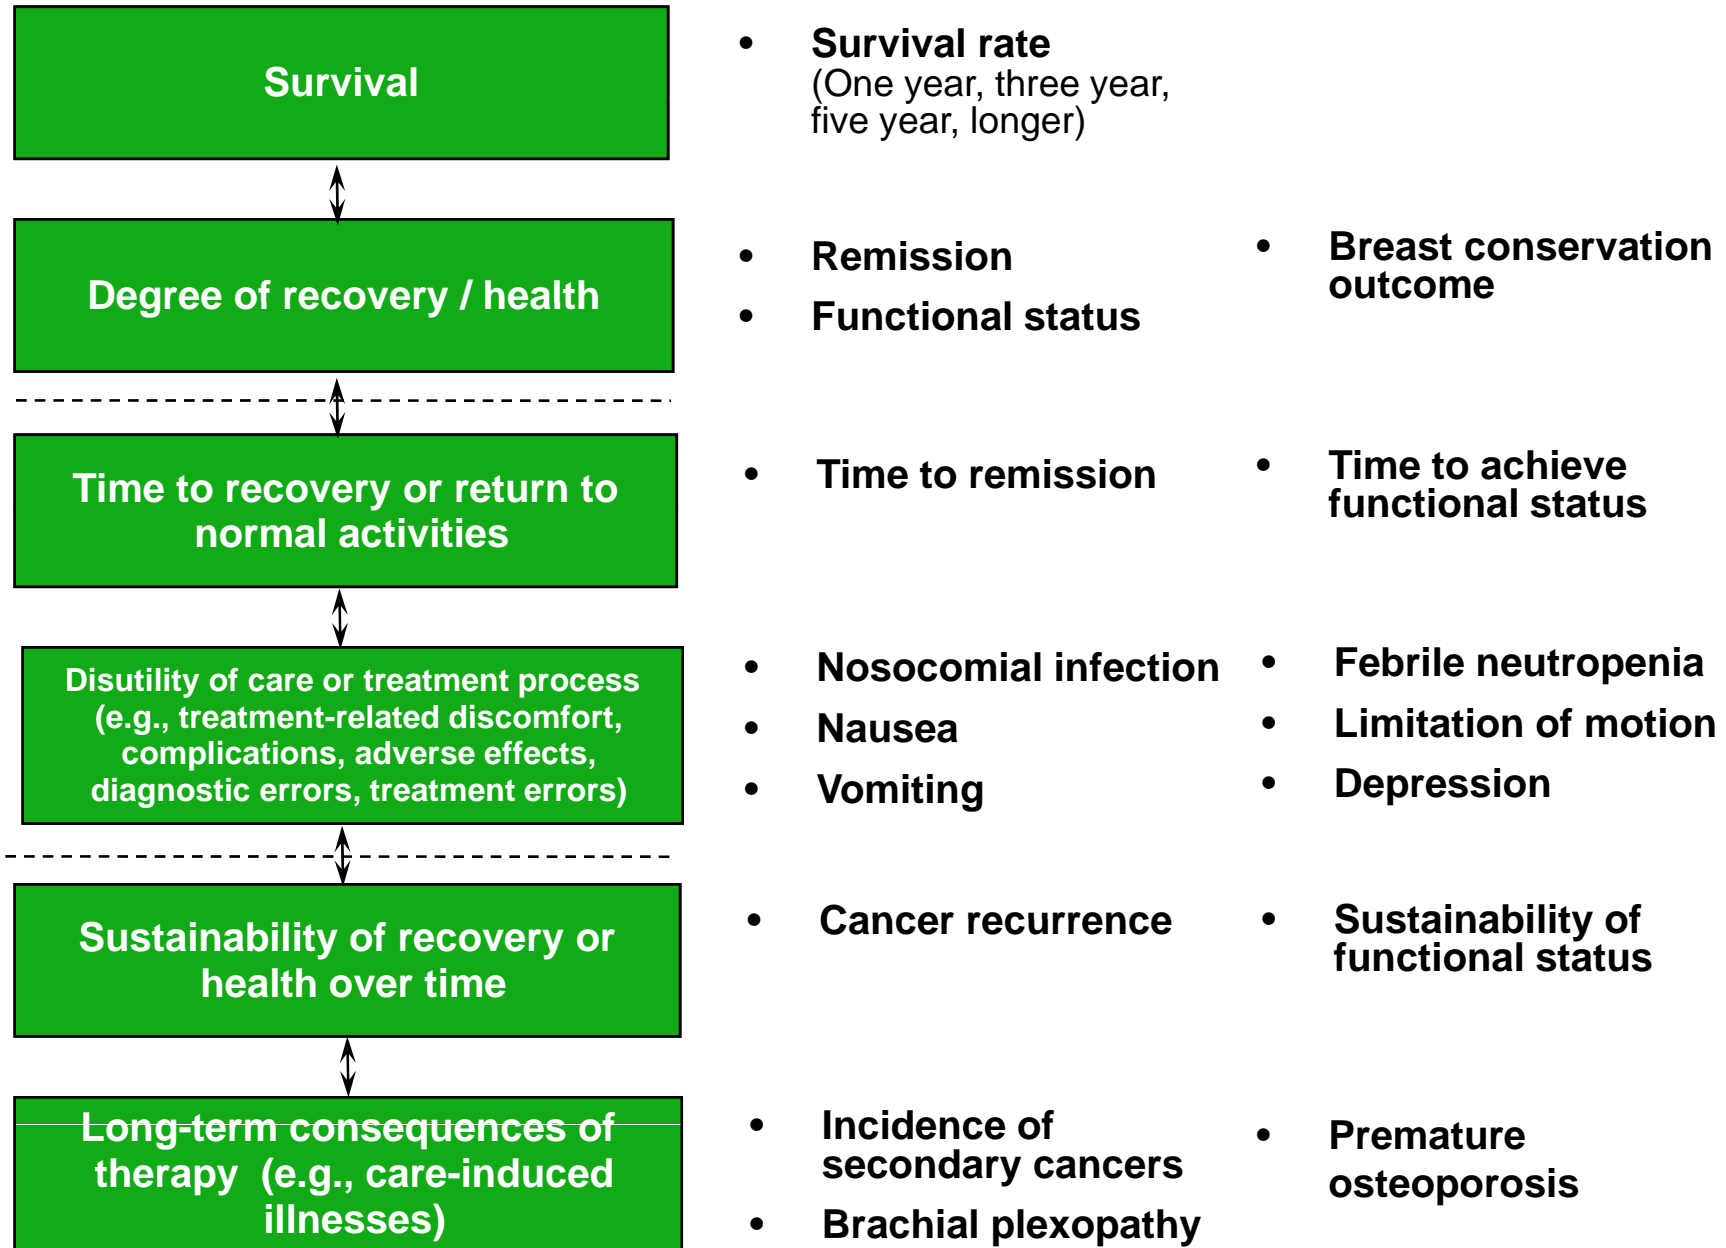 Survival
• Survival rate
(One year, three year,
five year, longer)
Degree of recovery / health
• Remission
• Functional status
• Breast conservation
outcome
Time to recovery or return to
normal activities
• Time to remission
• Time to achieve
functional status
Disutility of care or treatment process
(e.g., treatment-related discomfort,
complications, adverse effects,
diagnostic errors, treatment errors)
• Nosocomial infection
• Nausea
• Vomiting
• Febrile neutropenia
• Limitation of motion
• Depression
Sustainability of recovery or
health over time
• Cancer recurrence
• Sustainability of
functional status
Long-term consequences of
therapy (e.g., care-induced
illnesses)
• Incidence of
secondary cancers
• Brachial plexopathy
• Premature
osteoporosis